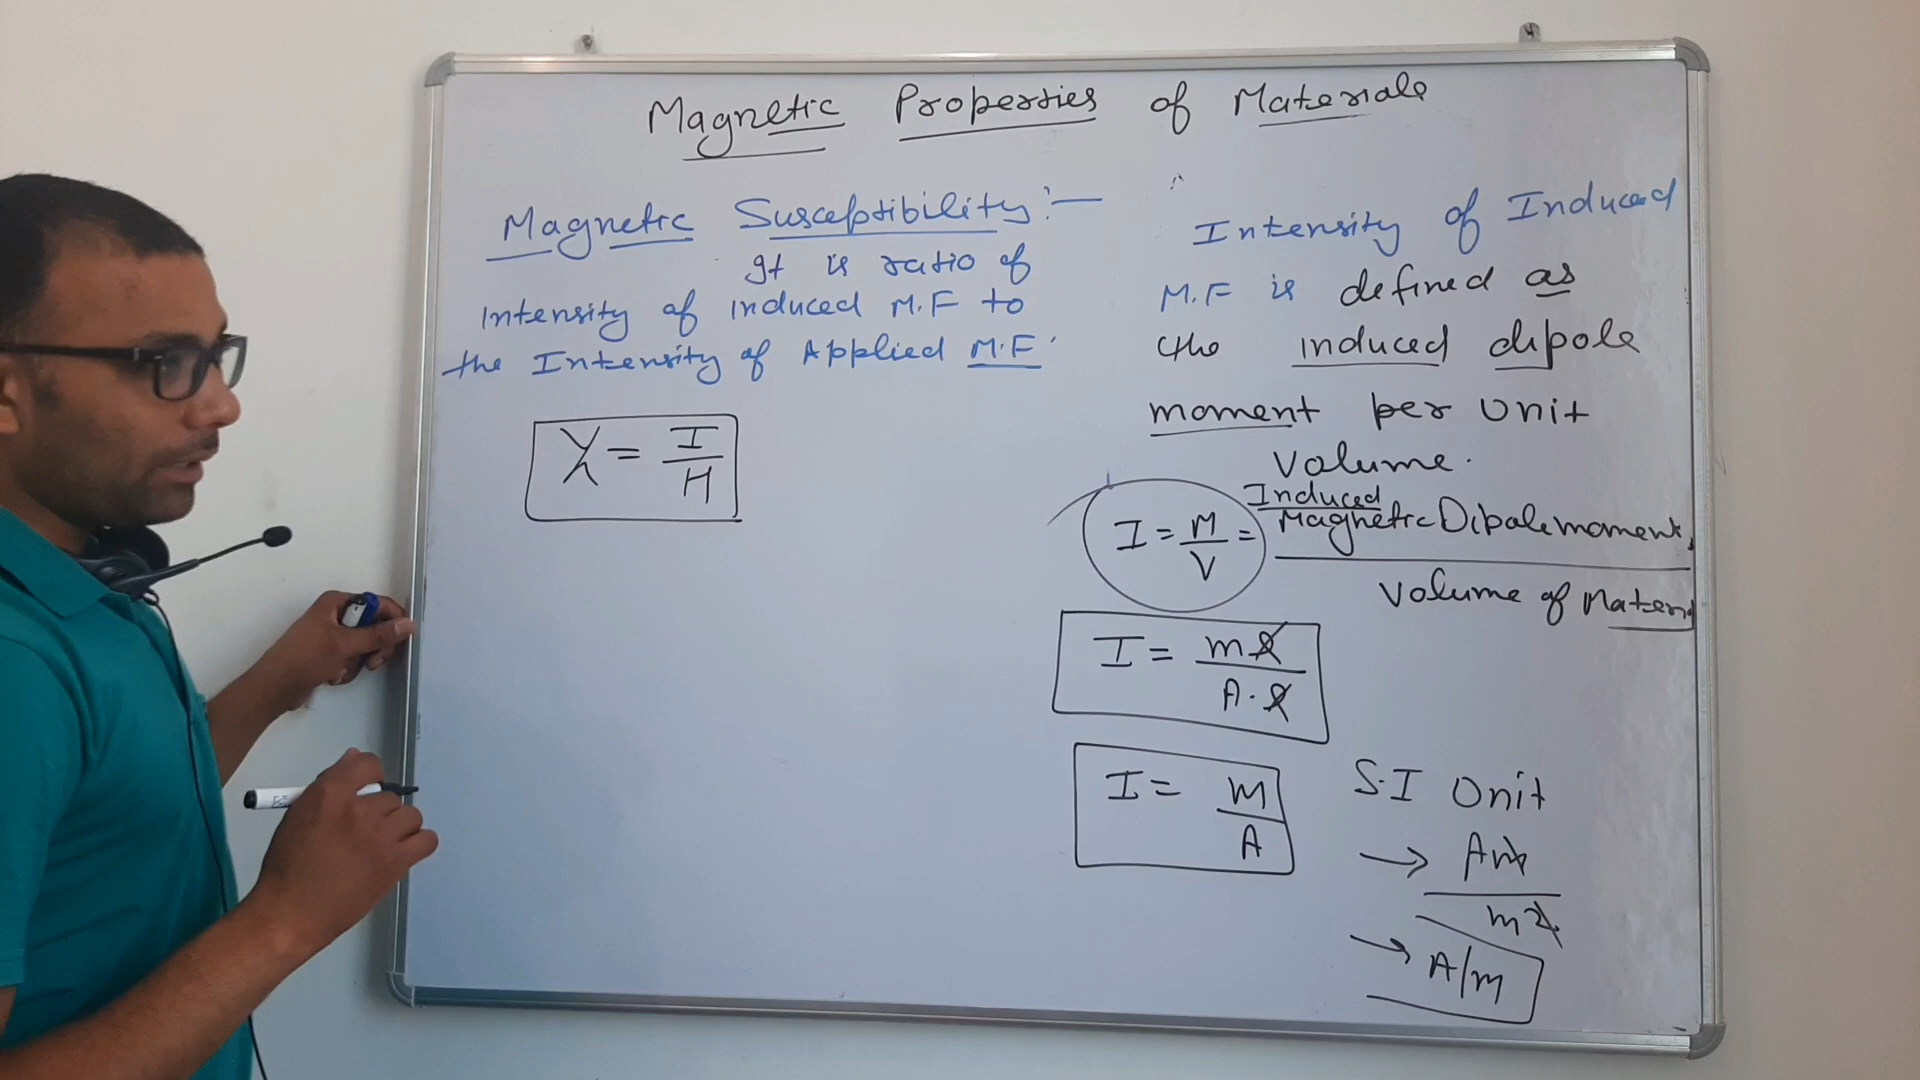 Magnetic Properties of Materials
Magnetic Susceptibility :-
It is ratio of
Intensity of induced M.F to
the Intensity of Applied M.F.
χ = I / H
Intensity of Induced
M.F is defined as
the induced dipole
moment per Unit
Volume.
I = M / V = Induced Magnetic Dipole moment / Volume of Materi
I = ml / A.l
I = m / A
S.I Unit
→ Am / m2
→ A/m